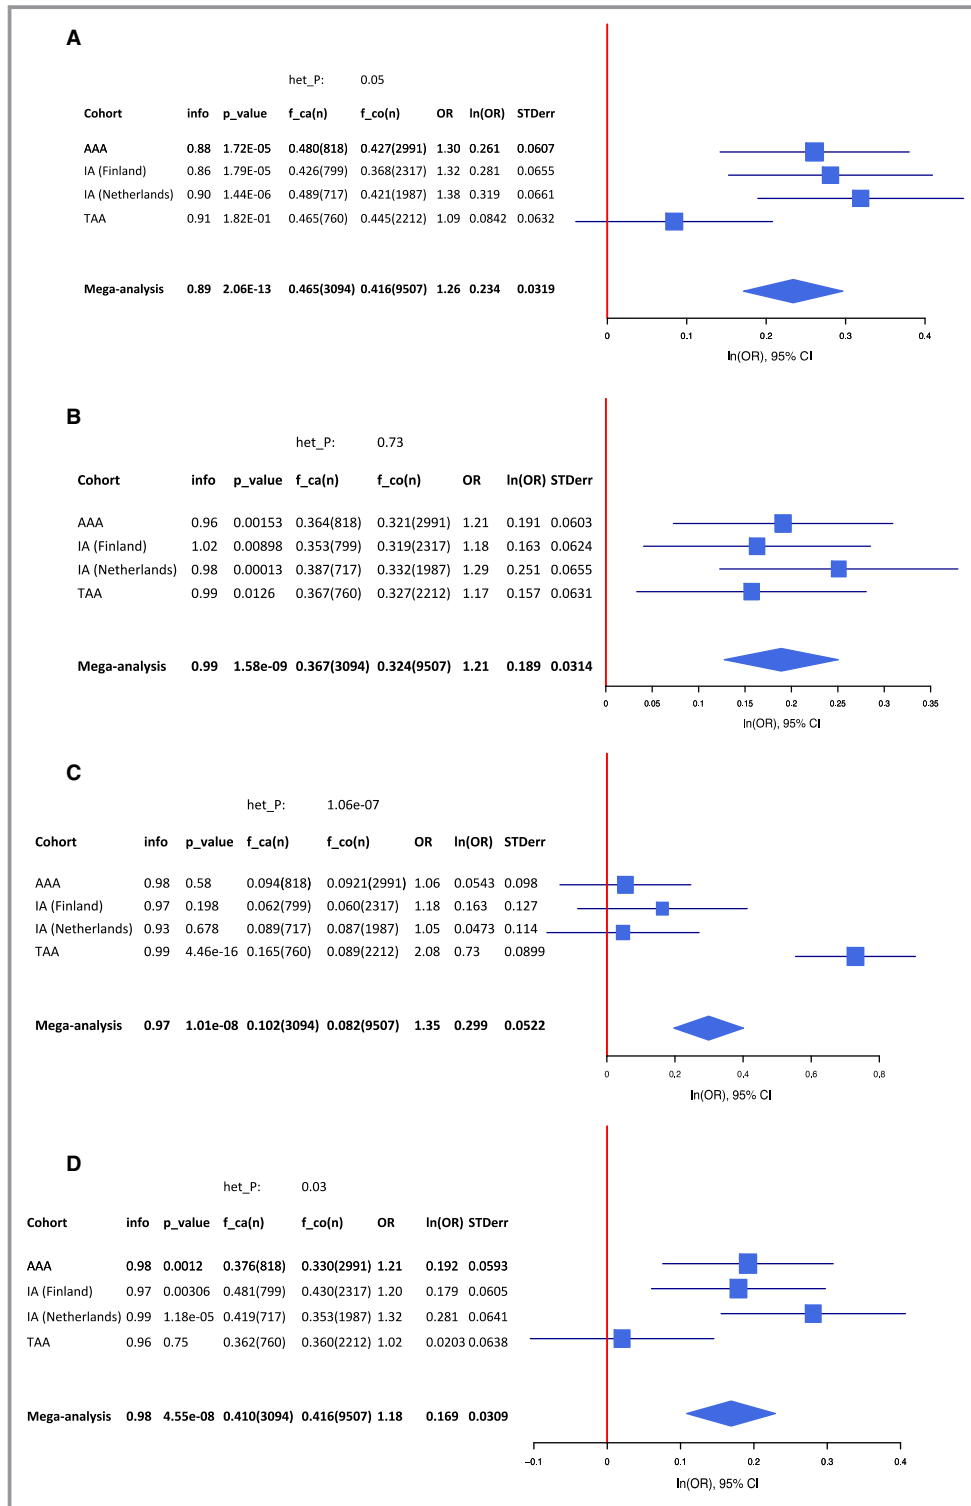 A
het_P: 0.05
Cohort info p_value f_ca(n) f_co(n) OR ln(OR) STDerr
AAA 0.88 1.72E-05 0.480(818) 0.427(2991) 1.30 0.261 0.0607
IA (Finland) 0.86 1.79E-05 0.426(799) 0.368(2317) 1.32 0.281 0.0655
IA (Netherlands) 0.90 1.44E-06 0.489(717) 0.421(1987) 1.38 0.319 0.0661
TAA 0.91 1.82E-01 0.465(760) 0.445(2212) 1.09 0.0842 0.0632
Mega-analysis 0.89 2.06E-13 0.465(3094) 0.416(9507) 1.26 0.234 0.0319
0 0.1 0.2 0.3 0.4
ln(OR), 95% CI
B
het_P: 0.73
Cohort info p_value f_ca(n) f_co(n) OR ln(OR) STDerr
AAA 0.96 0.00153 0.364(818) 0.321(2991) 1.21 0.191 0.0603
IA (Finland) 1.02 0.00898 0.353(799) 0.319(2317) 1.18 0.163 0.0624
IA (Netherlands) 0.98 0.00013 0.387(717) 0.332(1987) 1.29 0.251 0.0655
TAA 0.99 0.0126 0.367(760) 0.327(2212) 1.17 0.157 0.0631
Mega-analysis 0.99 1.58e-09 0.367(3094) 0.324(9507) 1.21 0.189 0.0314
0 0.05 0.1 0.15 0.2 0.25 0.3 0.35
ln(OR), 95% CI
C
het_P: 1.06e-07
Cohort info p_value f_ca(n) f_co(n) OR ln(OR) STDerr
AAA 0.98 0.58 0.094(818) 0.0921(2991) 1.06 0.0543 0.098
IA (Finland) 0.97 0.198 0.062(799) 0.060(2317) 1.18 0.163 0.127
IA (Netherlands) 0.93 0.678 0.089(717) 0.087(1987) 1.05 0.0473 0.114
TAA 0.99 4.46e-16 0.165(760) 0.089(2212) 2.08 0.73 0.0899
Mega-analysis 0.97 1.01e-08 0.102(3094) 0.082(9507) 1.35 0.299 0.0522
0 0.2 0.4 0.6 0.8
ln(OR), 95% CI
D
het_P: 0.03
Cohort info p_value f_ca(n) f_co(n) OR ln(OR) STDerr
AAA 0.98 0.0012 0.376(818) 0.330(2991) 1.21 0.192 0.0593
IA (Finland) 0.97 0.00306 0.481(799) 0.430(2317) 1.20 0.179 0.0605
IA (Netherlands) 0.99 1.18e-05 0.419(717) 0.353(1987) 1.32 0.281 0.0641
TAA 0.96 0.75 0.362(760) 0.360(2212) 1.02 0.0203 0.0638
Mega-analysis 0.98 4.55e-08 0.410(3094) 0.416(9507) 1.18 0.169 0.0309
−0.1 0 0.1 0.2 0.3 0.4
ln(OR), 95% CI